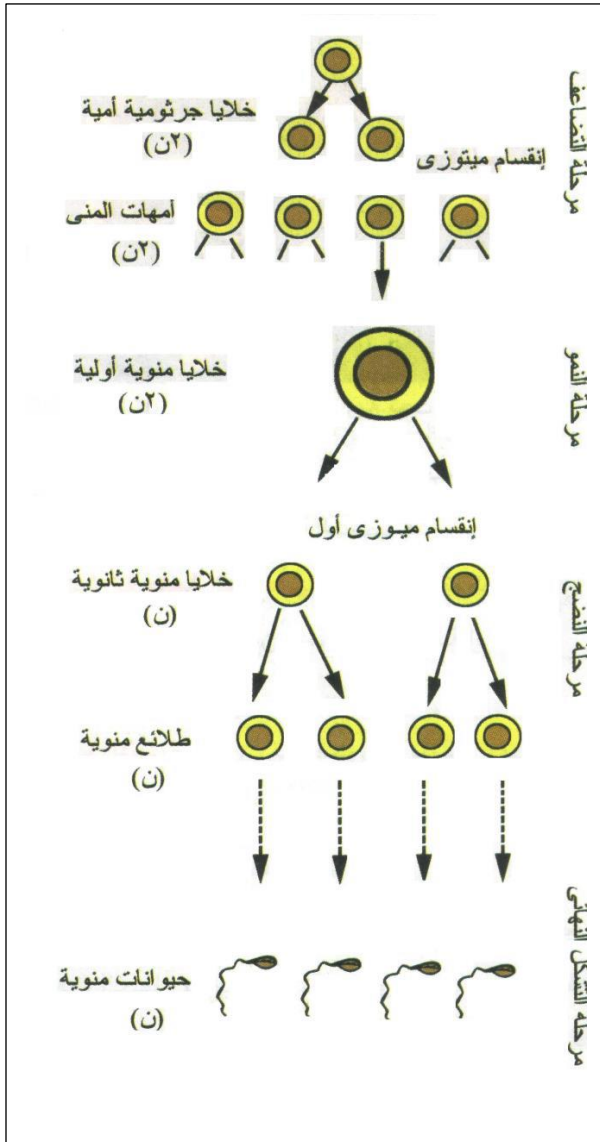 مرحلة التضاعف
خلايا جرثومية أمية
(٢ن)
إنقسام ميتوزى
أمهات المنى
(٢ن)
مرحلة النمو
خلايا منوية أولية
(٢ن)
إنقسام ميوزى أول
مرحلة النضج
خلايا منوية ثانوية
(ن)
طلائع منوية
(ن)
مرحلة التشكل النهائى
حيوانات منوية
(ن)